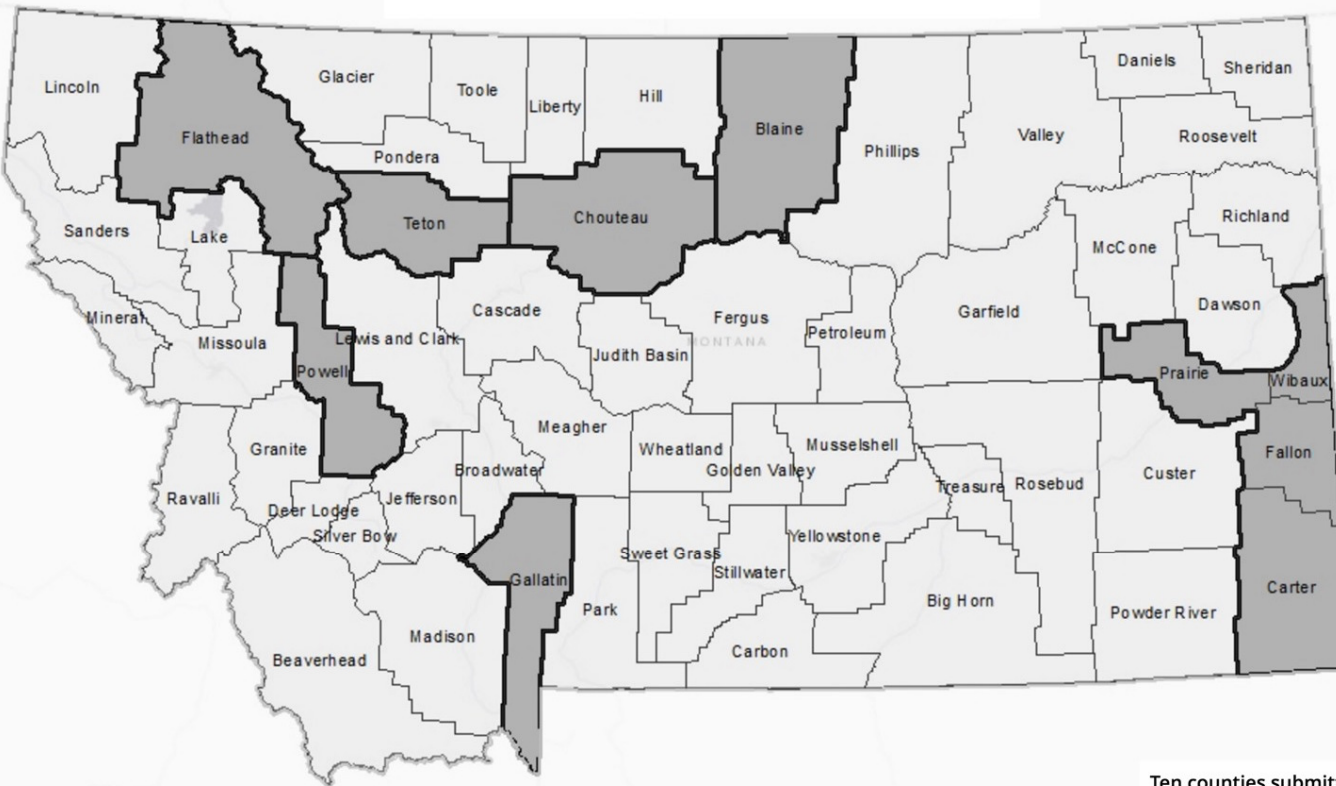 Lincoln
Flathead
Glacier
Toole
Liberty
Hill
Blaine
Phillips
Valley
Daniels
Sheridan
Roosevelt
Pondera
Teton
Chouteau
Sanders
Lake
Richland
McCone
Dawson
Mineral
Missoula
Powell
Lewis and Clark
Cascade
Judith Basin
Fergus
MONTANA
Petroleum
Garfield
Prairie
Wibaux
Granite
Meagher
Wheatland
Golden Valley
Musselshell
Treasure
Rosebud
Custer
Fallon
Ravalli
Deer Lodge
Silver Bow
Jefferson
Broadwater
Gallatin
Park
Sweet Grass
Stillwater
Yellowstone
Big Horn
Powder River
Carter
Beaverhead
Madison
Carbon
Ten counties submit